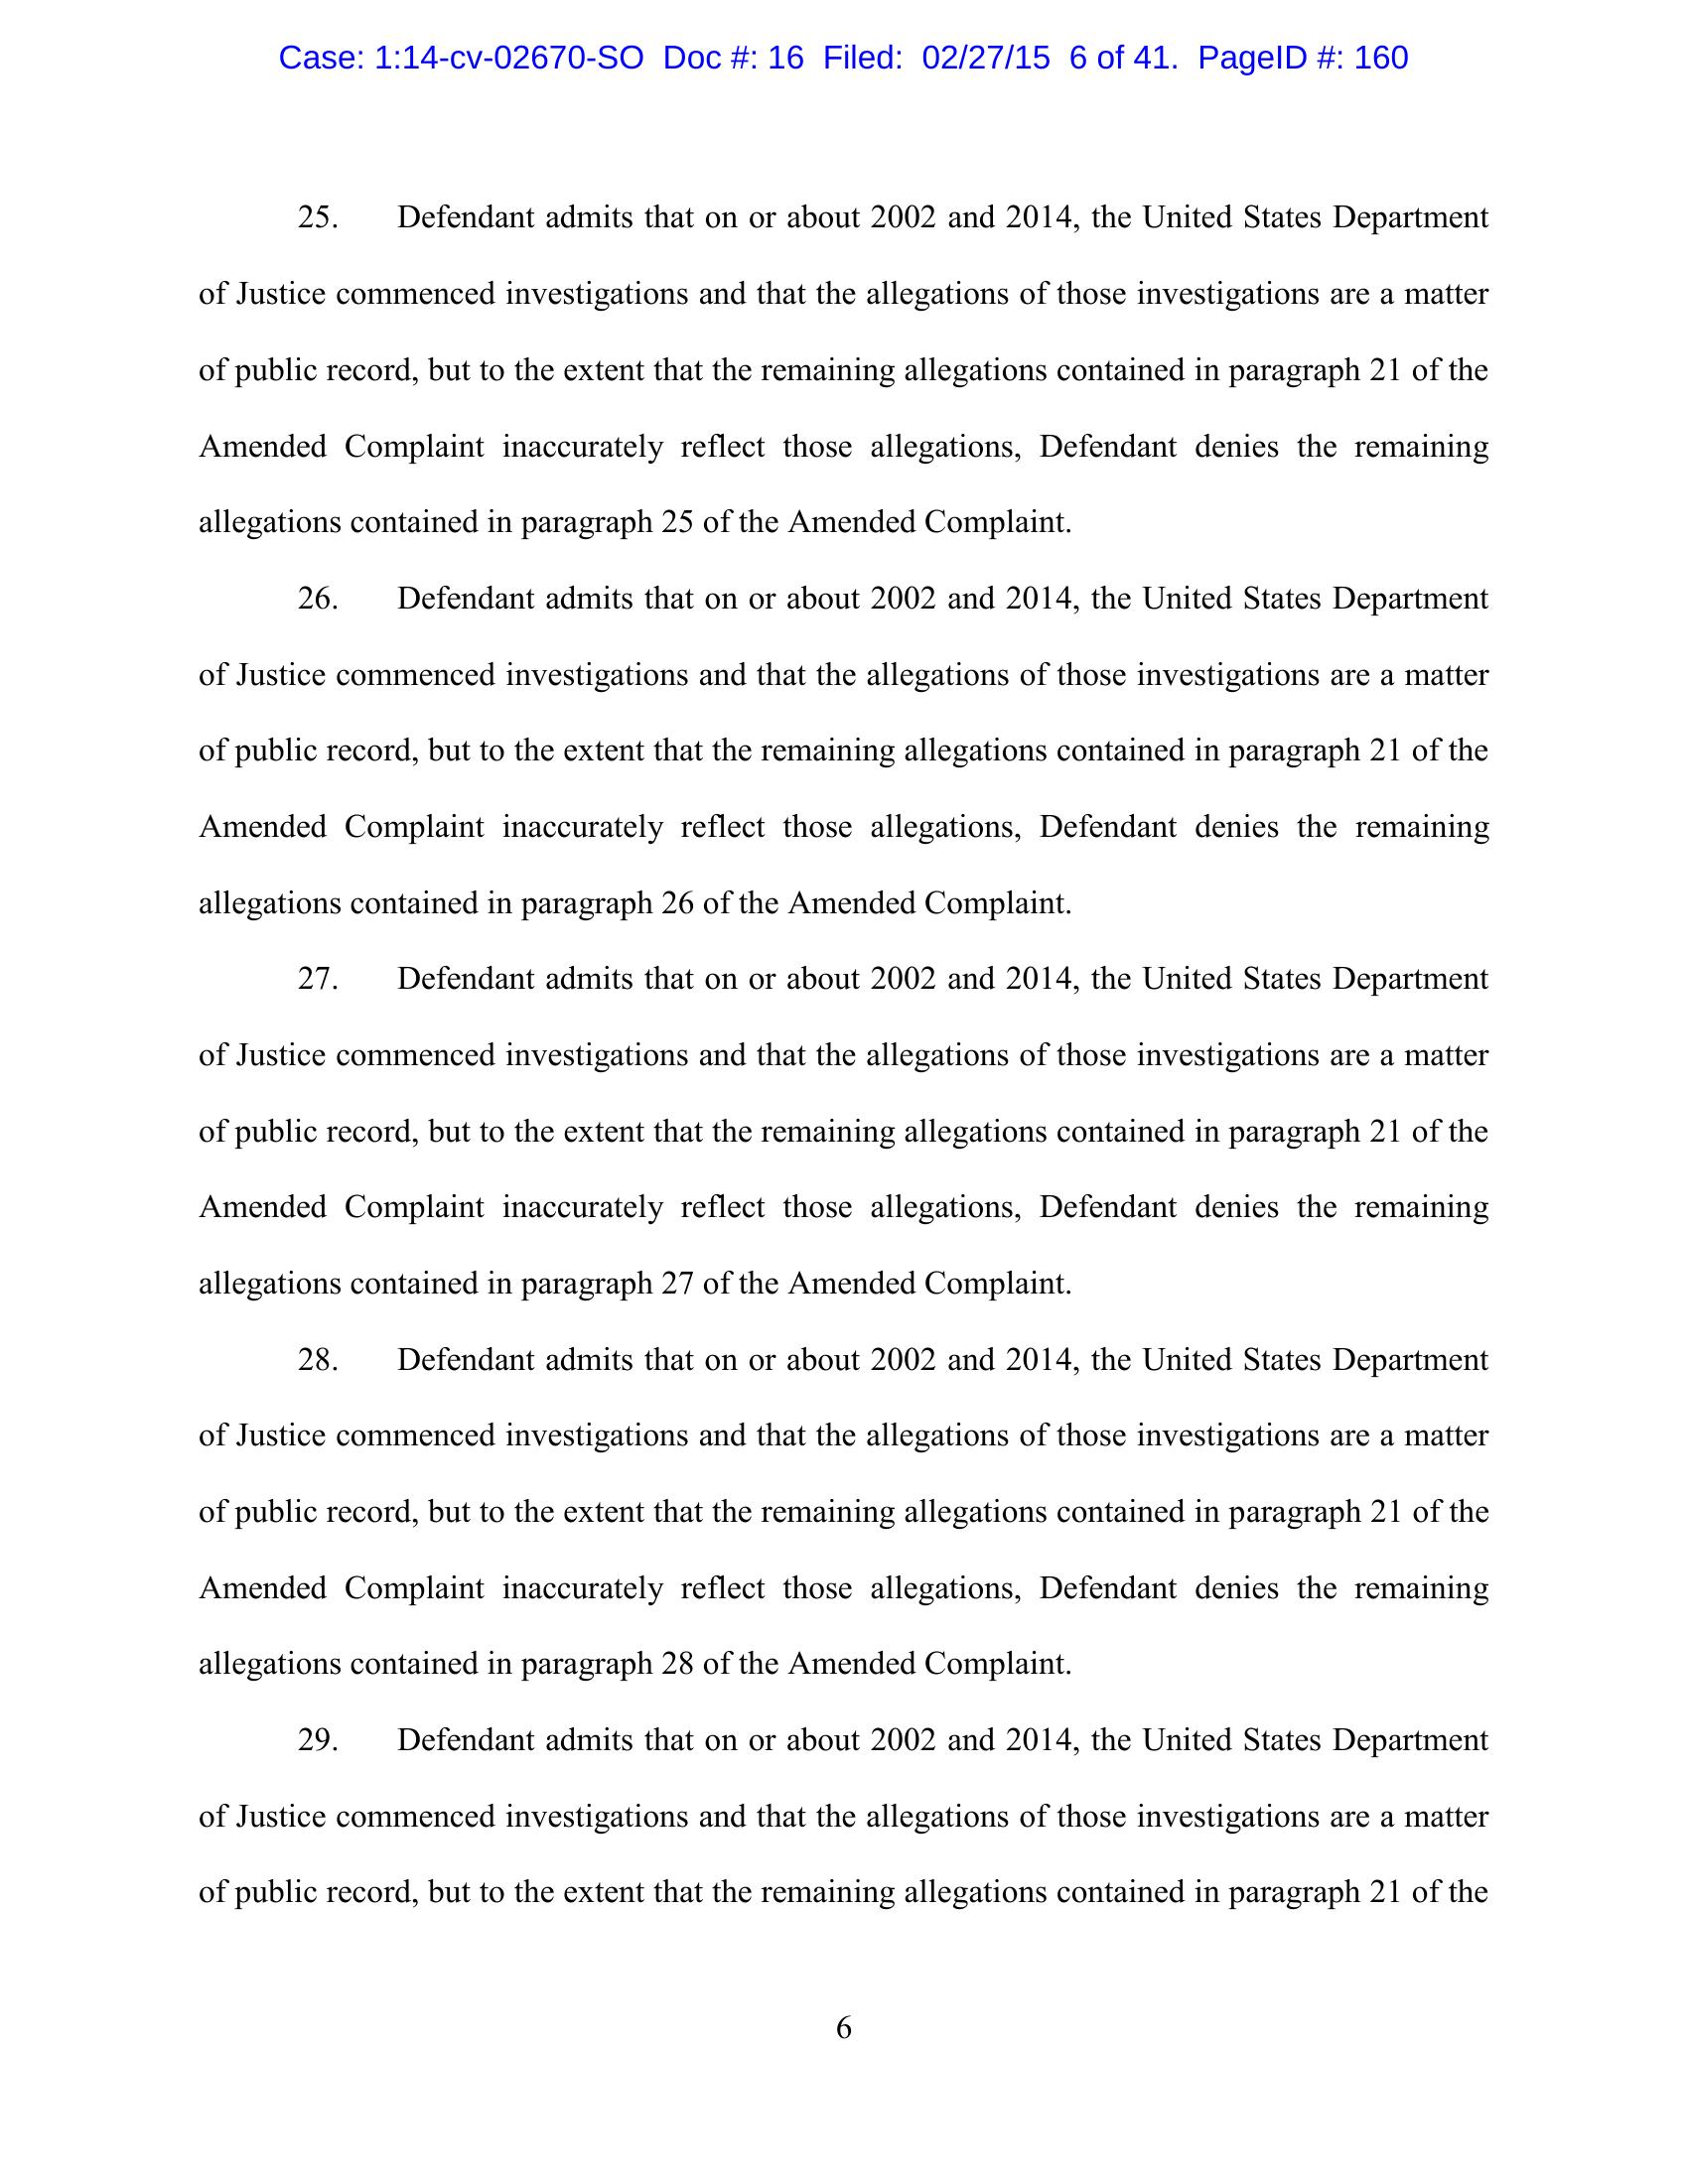 Case: 1:14-cv-02670-SO Doc #: 16 Filed: 02/27/15 6 of 41. PageID #: 160
25. Defendant admits that on or about 2002 and 2014, the United States Department
of Justice commenced investigations and that the allegations of those investigations are a matter
of public record, but to the extent that the remaining allegations contained in paragraph 21 of the
Amended Complaint inaccurately reflect those allegations, Defendant denies the remaining
allegations contained in paragraph 25 of the Amended Complaint.
26. Defendant admits that on or about 2002 and 2014, the United States Department
of Justice commenced investigations and that the allegations of those investigations are a matter
of public record, but to the extent that the remaining allegations contained in paragraph 21 of the
Amended Complaint inaccurately reflect those allegations, Defendant denies the remaining
allegations contained in paragraph 26 of the Amended Complaint.
27. Defendant admits that on or about 2002 and 2014, the United States Department
of Justice commenced investigations and that the allegations of those investigations are a matter
of public record, but to the extent that the remaining allegations contained in paragraph 21 of the
Amended Complaint inaccurately reflect those allegations, Defendant denies the remaining
allegations contained in paragraph 27 of the Amended Complaint.
28. Defendant admits that on or about 2002 and 2014, the United States Department
of Justice commenced investigations and that the allegations of those investigations are a matter
of public record, but to the extent that the remaining allegations contained in paragraph 21 of the
Amended Complaint inaccurately reflect those allegations, Defendant denies the remaining
allegations contained in paragraph 28 of the Amended Complaint.
29. Defendant admits that on or about 2002 and 2014, the United States Department
of Justice commenced investigations and that the allegations of those investigations are a matter
of public record, but to the extent that the remaining allegations contained in paragraph 21 of the
6